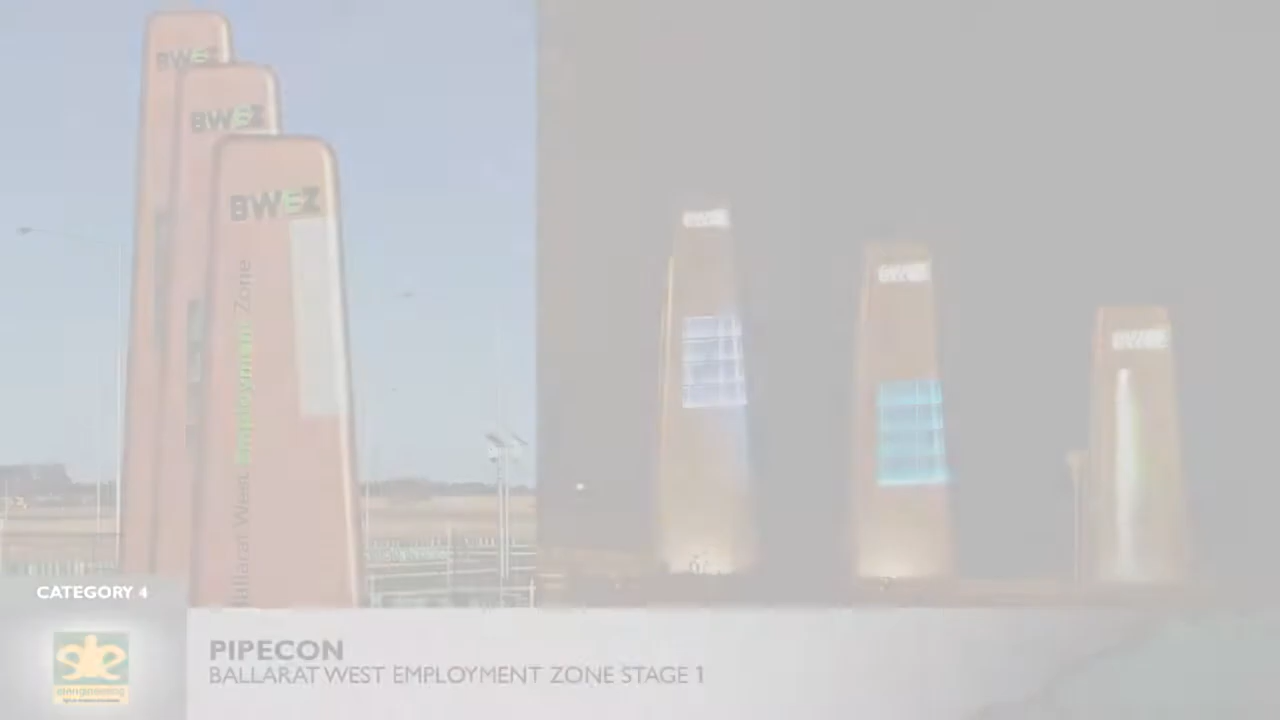 BWEZ
BWEZ
BWEZ
Ballarat West Employment Zone
BWEZ
BWEZ
BWEZ
CATEGORY 4
PIPECON
BALLARAT WEST EMPLOYMENT ZONE STAGE 1